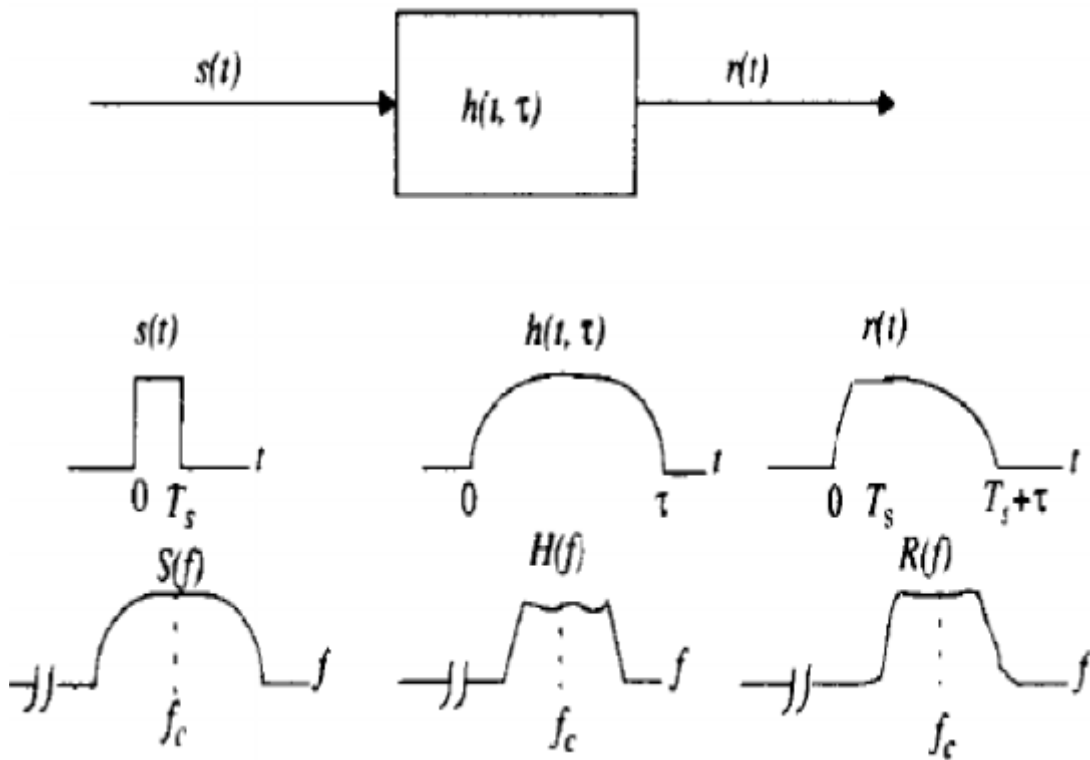 s(t)
h(t, τ)
r(t)
s(t)
h(t, τ)
r(t)
t
t
t
0 T_s
0 τ
0 T_s T_s+τ
S(f)
H(f)
R(f)
f
f
f
f_c
f_c
f_c